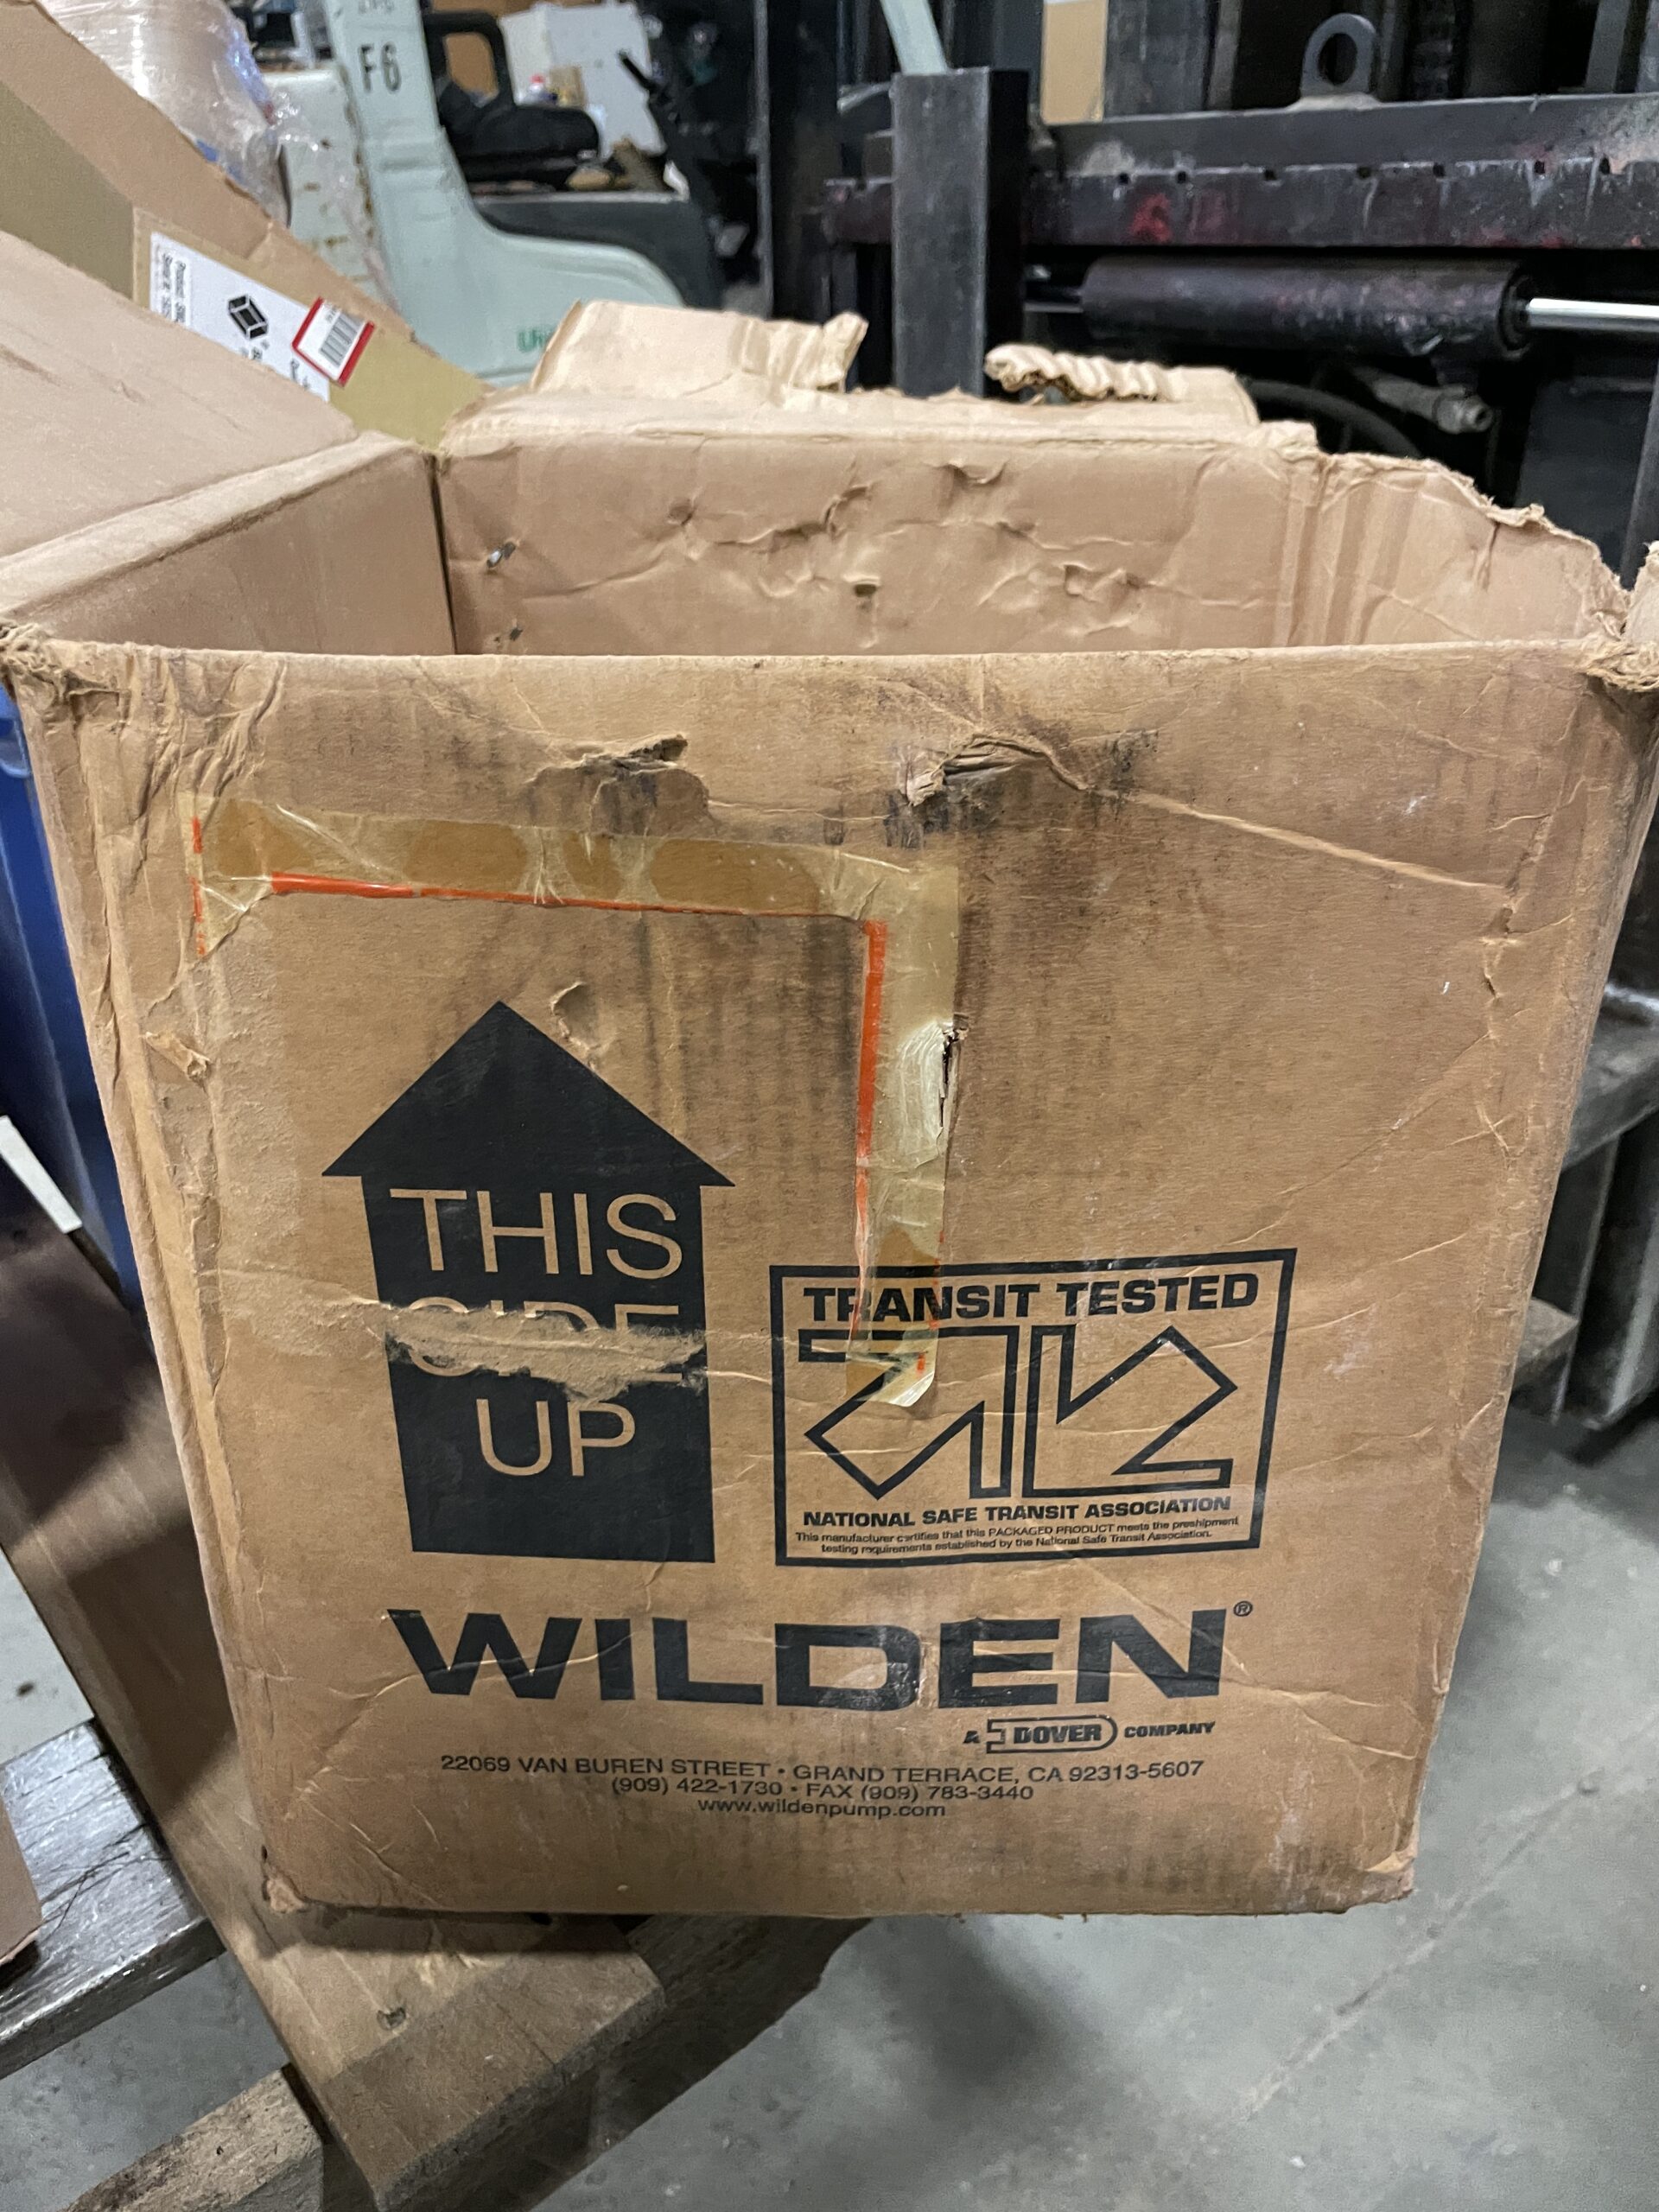 F6
THIS
SIDE
UP
TRANSIT TESTED
NATIONAL SAFE TRANSIT ASSOCIATION
This manufacturer certifies that this PACKAGED PRODUCT meets the preshipment
testing requirements established by the National Safe Transit Association.
WILDEN®
A DOVER COMPANY
22069 VAN BUREN STREET • GRAND TERRACE, CA 92313-5607
(909) 422-1730 • FAX (909) 783-3440
www.wildenpump.com